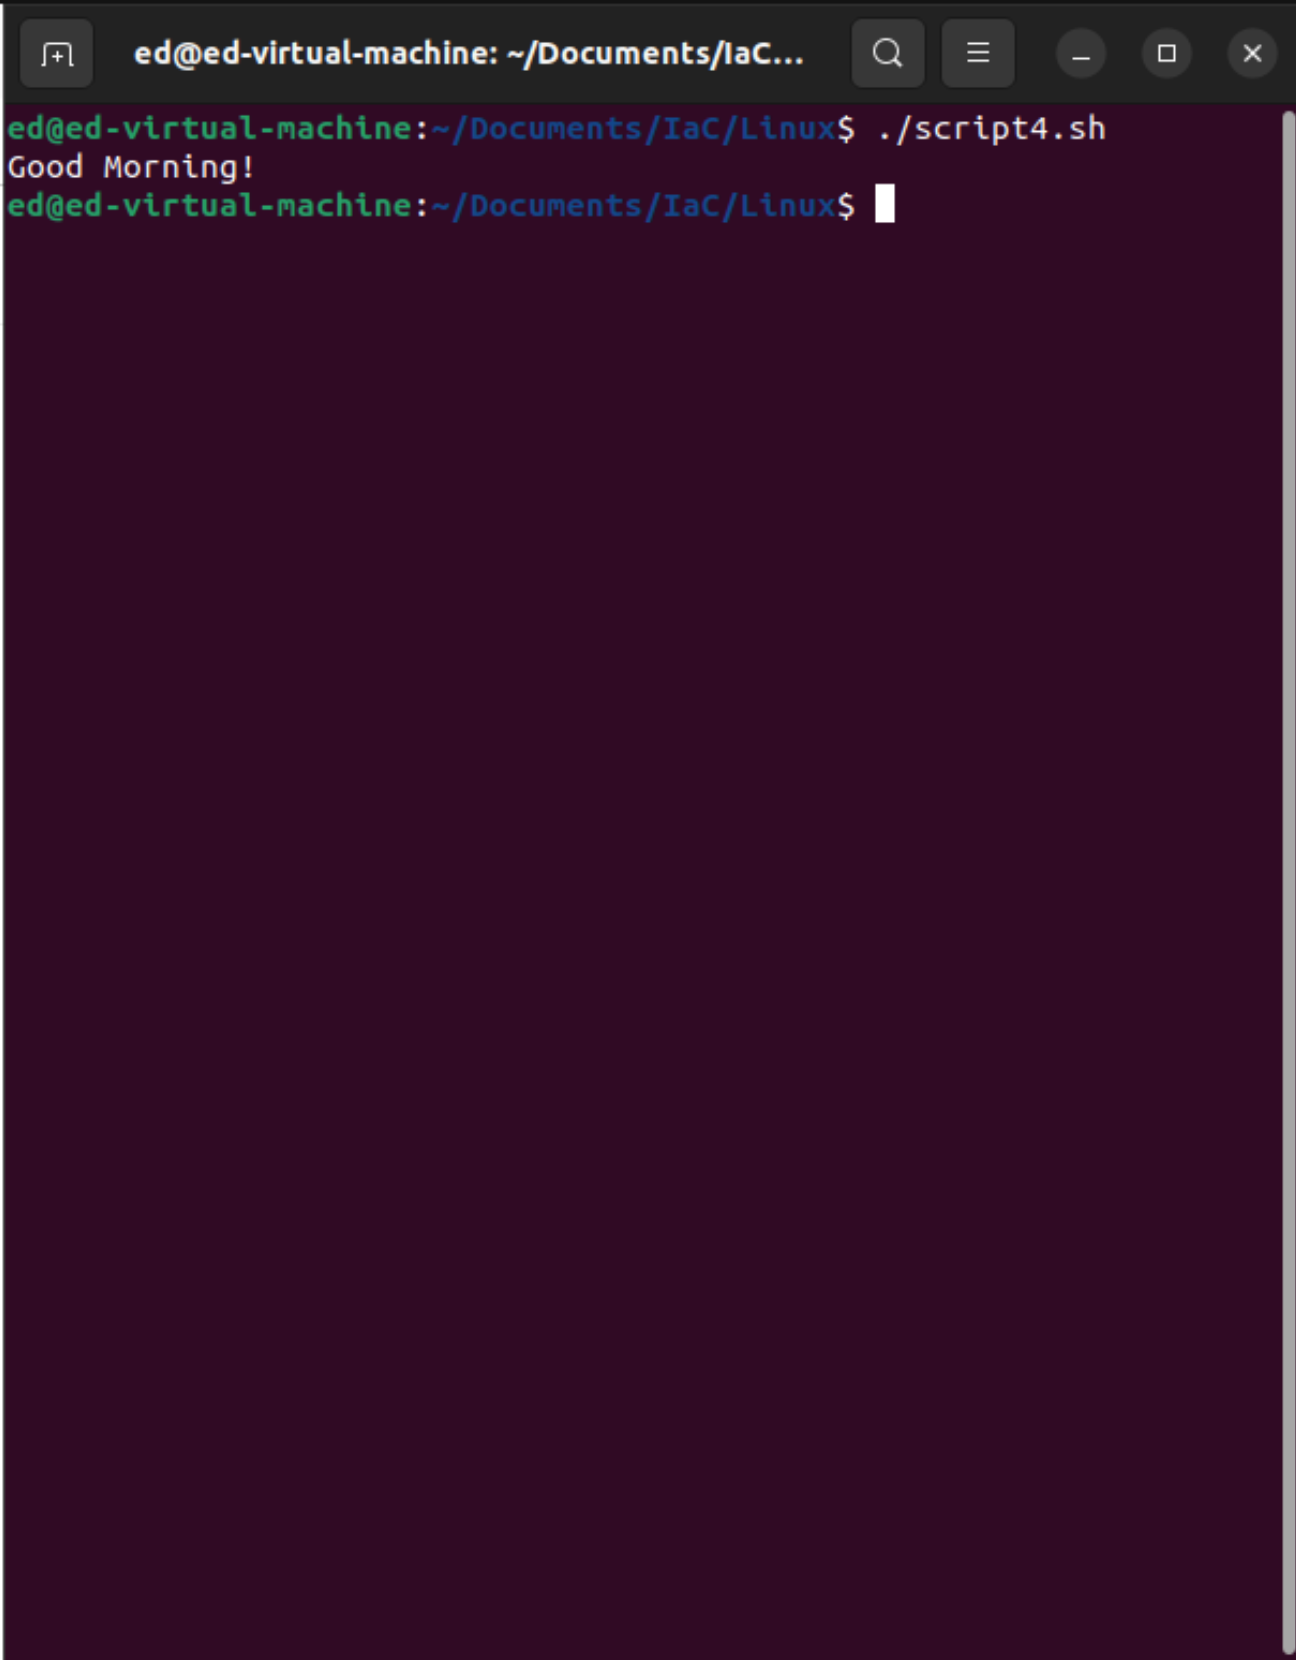 ed@ed-virtual-machine: ~/Documents/IaC...
ed@ed-virtual-machine:~/Documents/IaC/Linux$ ./script4.sh
Good Morning!
ed@ed-virtual-machine:~/Documents/IaC/Linux$